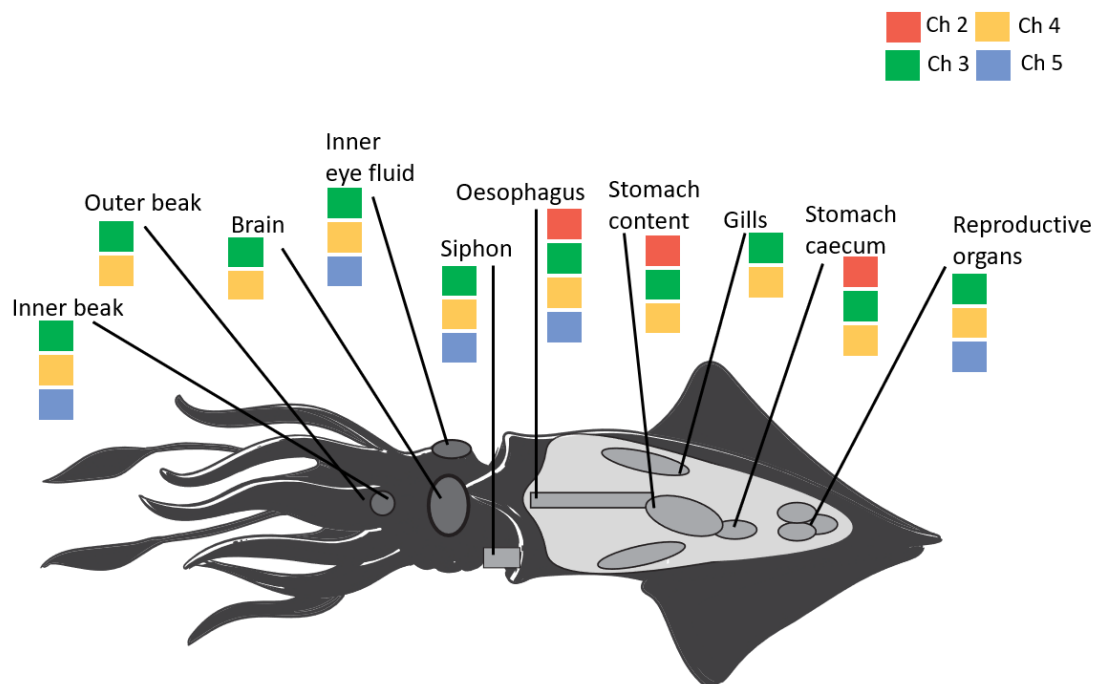 Ch 2
Ch 4
Ch 3
Ch 5
Inner
eye fluid
Outer beak
Brain
Oesophagus
Stomach
content
Gills
Stomach
caecum
Reproductive
organs
Siphon
Inner beak